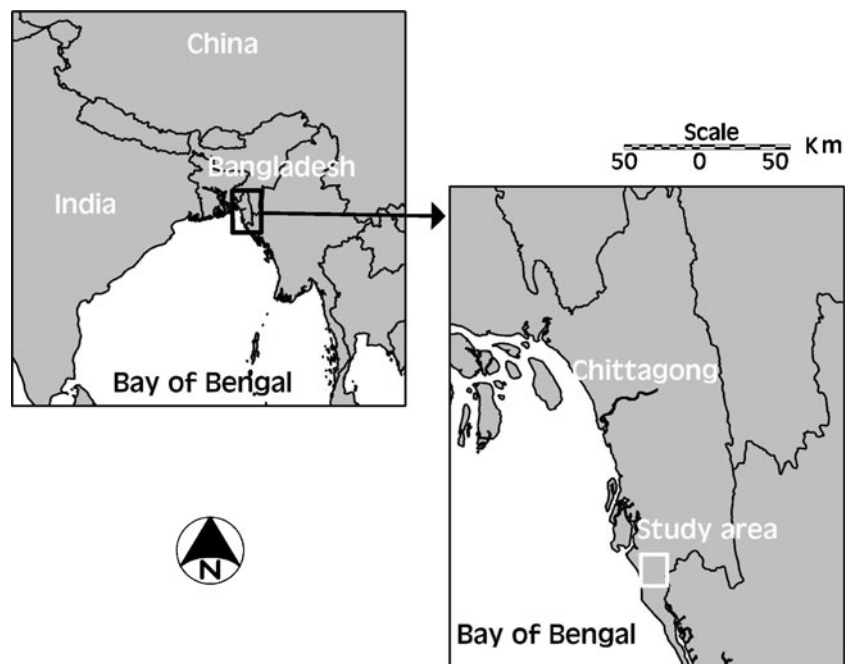 China
Bangladesh
India
Bay of Bengal
Scale
50 0 50 Km
Chittagong
Study area
Bay of Bengal
N